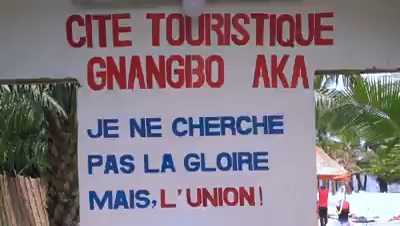 CITE TOURISTIQUE
GNANGBO AKA
JE NE CHERCHE
PAS LA GLOIRE
MAIS, L'UNION!